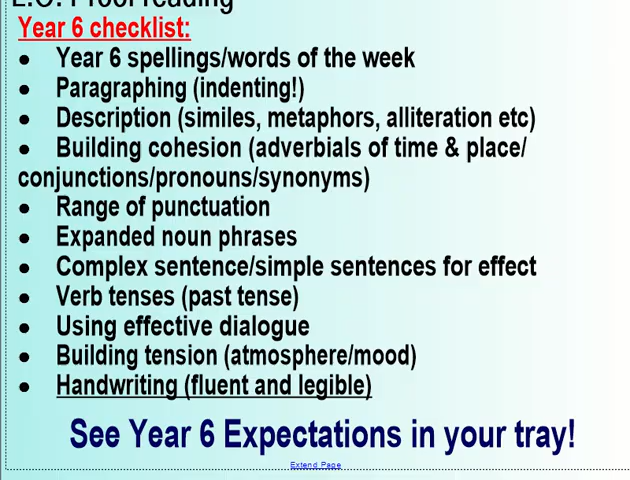 L.O. Proof reading
Year 6 checklist:
• Year 6 spellings/words of the week
• Paragraphing (indenting!)
• Description (similes, metaphors, alliteration etc)
• Building cohesion (adverbials of time & place/
conjunctions/pronouns/synonyms)
• Range of punctuation
• Expanded noun phrases
• Complex sentence/simple sentences for effect
• Verb tenses (past tense)
• Using effective dialogue
• Building tension (atmosphere/mood)
• Handwriting (fluent and legible)
See Year 6 Expectations in your tray!
Extend Page